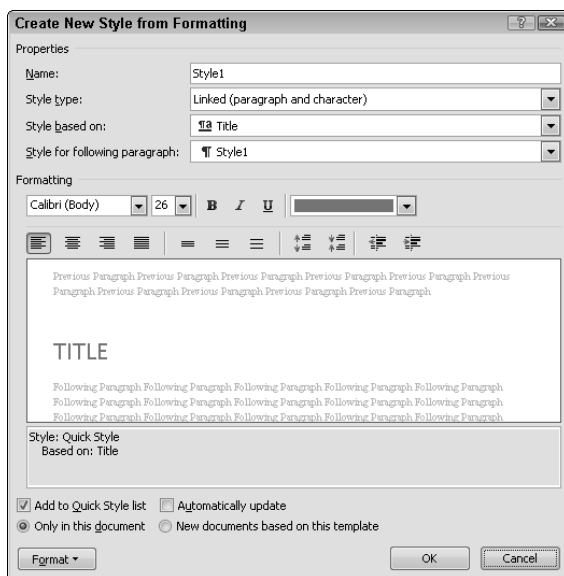 Create New Style from Formatting
Properties
Name: Style1
Style type: Linked (paragraph and character)
Style based on: ¶a Title
Style for following paragraph: ¶ Style1
Formatting
Calibri (Body) 26 B I U
Previous Paragraph Previous Paragraph Previous Paragraph Previous Paragraph Previous Paragraph Previous
Paragraph Previous Paragraph Previous Paragraph Previous Paragraph Previous Paragraph
TITLE
Following Paragraph Following Paragraph Following Paragraph Following Paragraph Following Paragraph
Following Paragraph Following Paragraph Following Paragraph Following Paragraph Following Paragraph
Following Paragraph Following Paragraph Following Paragraph Following Paragraph Following Paragraph
Style: Quick Style
Based on: Title
Add to Quick Style list Automatically update
Only in this document New documents based on this template
Format OK Cancel